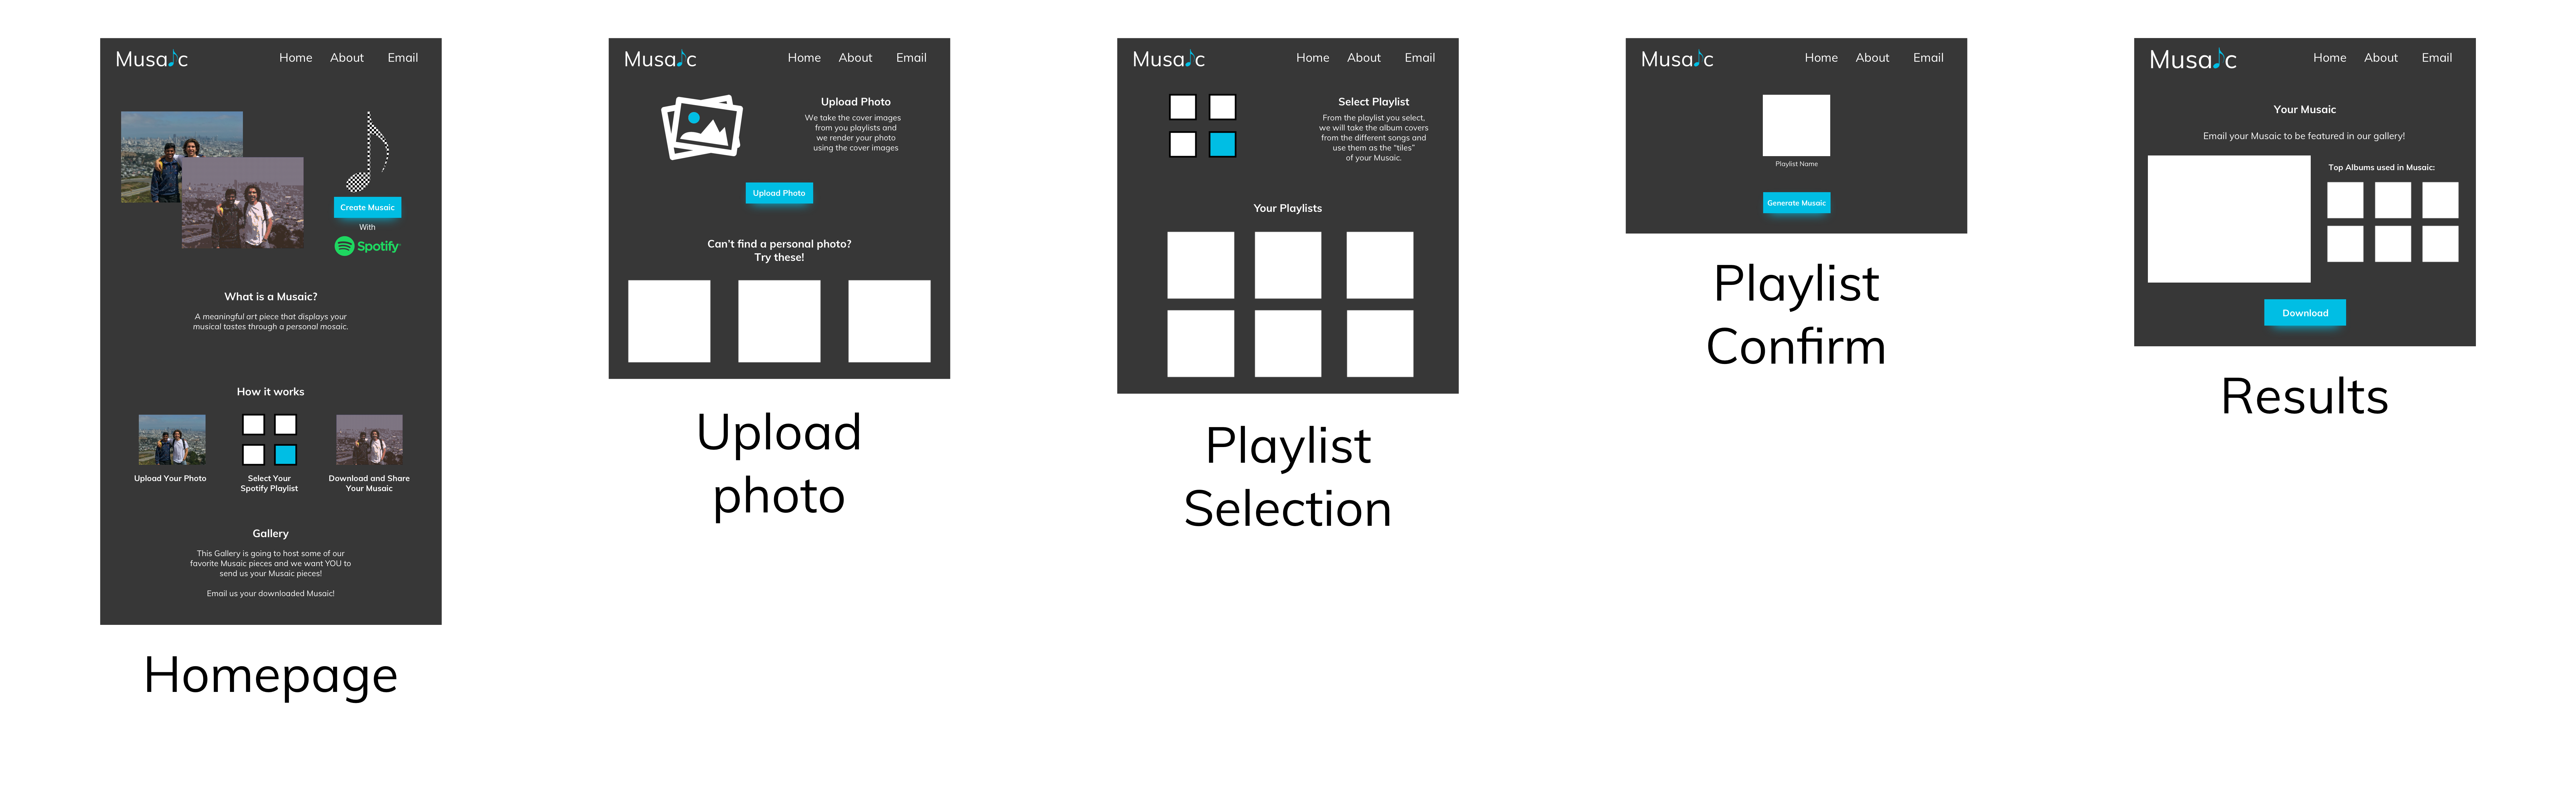 Musaic
Home About Email
Create Musaic
With
Spotify
What is a Musaic?
A meaningful art piece that displays your
musical tastes through a personal mosaic.
How it works
Upload Your Photo
Select Your
Spotify Playlist
Download and Share
Your Musaic
Gallery
This Gallery is going to host some of our
favorite Musaic pieces and we want YOU to
send us your Musaic pieces!
Email us your downloaded Musaic!
Homepage
Musaic
Home About Email
Upload Photo
We take the cover images
from you playlists and
we render your photo
using the cover images
Upload Photo
Can't find a personal photo?
Try these!
Upload
photo
Musaic
Home About Email
Select Playlist
From the playlist you select,
we will take the album covers
from the different songs and
use them as the “tiles”
of your Musaic.
Your Playlists
Playlist
Selection
Musaic
Home About Email
Playlist Name
Generate Musaic
Playlist
Confirm
Musaic
Home About Email
Your Musaic
Email your Musaic to be featured in our gallery!
Top Albums used in Musaic:
Download
Results